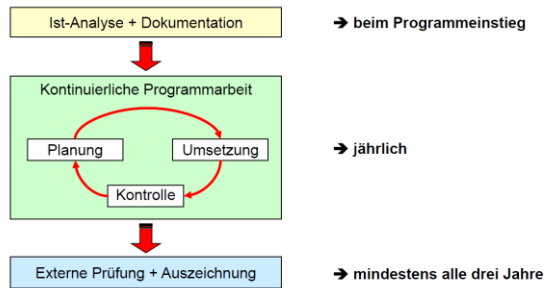 Ist-Analyse + Dokumentation ➔ beim Programmeinstieg
Kontinuierliche Programmarbeit
Planung Umsetzung ➔ jährlich
Kontrolle
Externe Prüfung + Auszeichnung ➔ mindestens alle drei Jahre